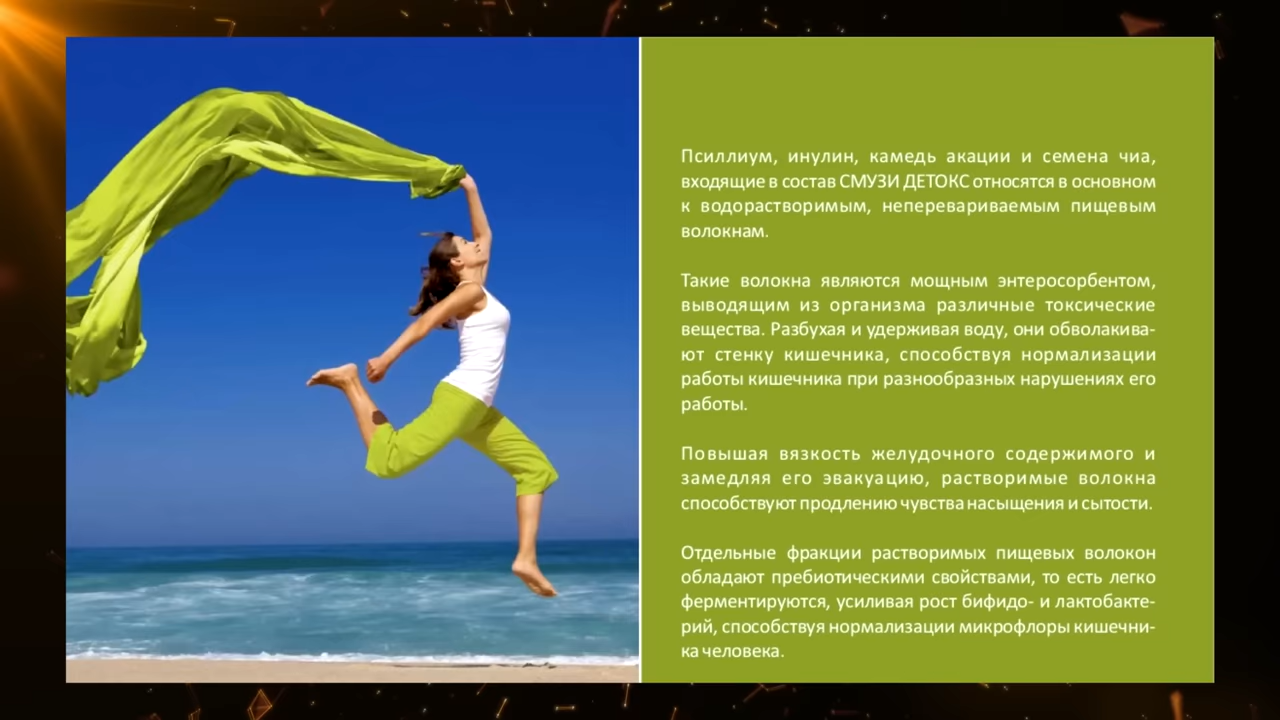 Псиллиум, инулин, камедь акации и семена чиа,
входящие в состав СМУЗИ ДЕТОКС относятся в основном
к водорастворимым, неперевариваемым пищевым
волокнам.
Такие волокна являются мощным энтеросорбентом,
выводящим из организма различные токсические
вещества. Разбухая и удерживая воду, они обволакива-
ют стенку кишечника, способствуя нормализации
работы кишечника при разнообразных нарушениях его
работы.
Повышая вязкость желудочного содержимого и
замедляя его эвакуацию, растворимые волокна
способствуют продлению чувства насыщения и сытости.
Отдельные фракции растворимых пищевых волокон
обладают пребиотическими свойствами, то есть легко
ферментируются, усиливая рост бифидо- и лактобакте-
рий, способствуя нормализации микрофлоры кишечни-
ка человека.